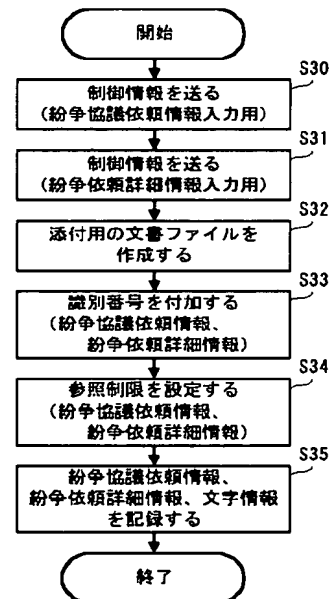 開始
S30
制御情報を送る
(紛争協議依頼情報入力用)
S31
制御情報を送る
(紛争依頼詳細情報入力用)
S32
添付用の文書ファイルを
作成する
S33
識別番号を付加する
(紛争協議依頼情報、
紛争依頼詳細情報)
S34
参照制限を設定する
(紛争協議依頼情報、
紛争依頼詳細情報)
S35
紛争協議依頼情報、
紛争依頼詳細情報、文字情報
を記録する
終了